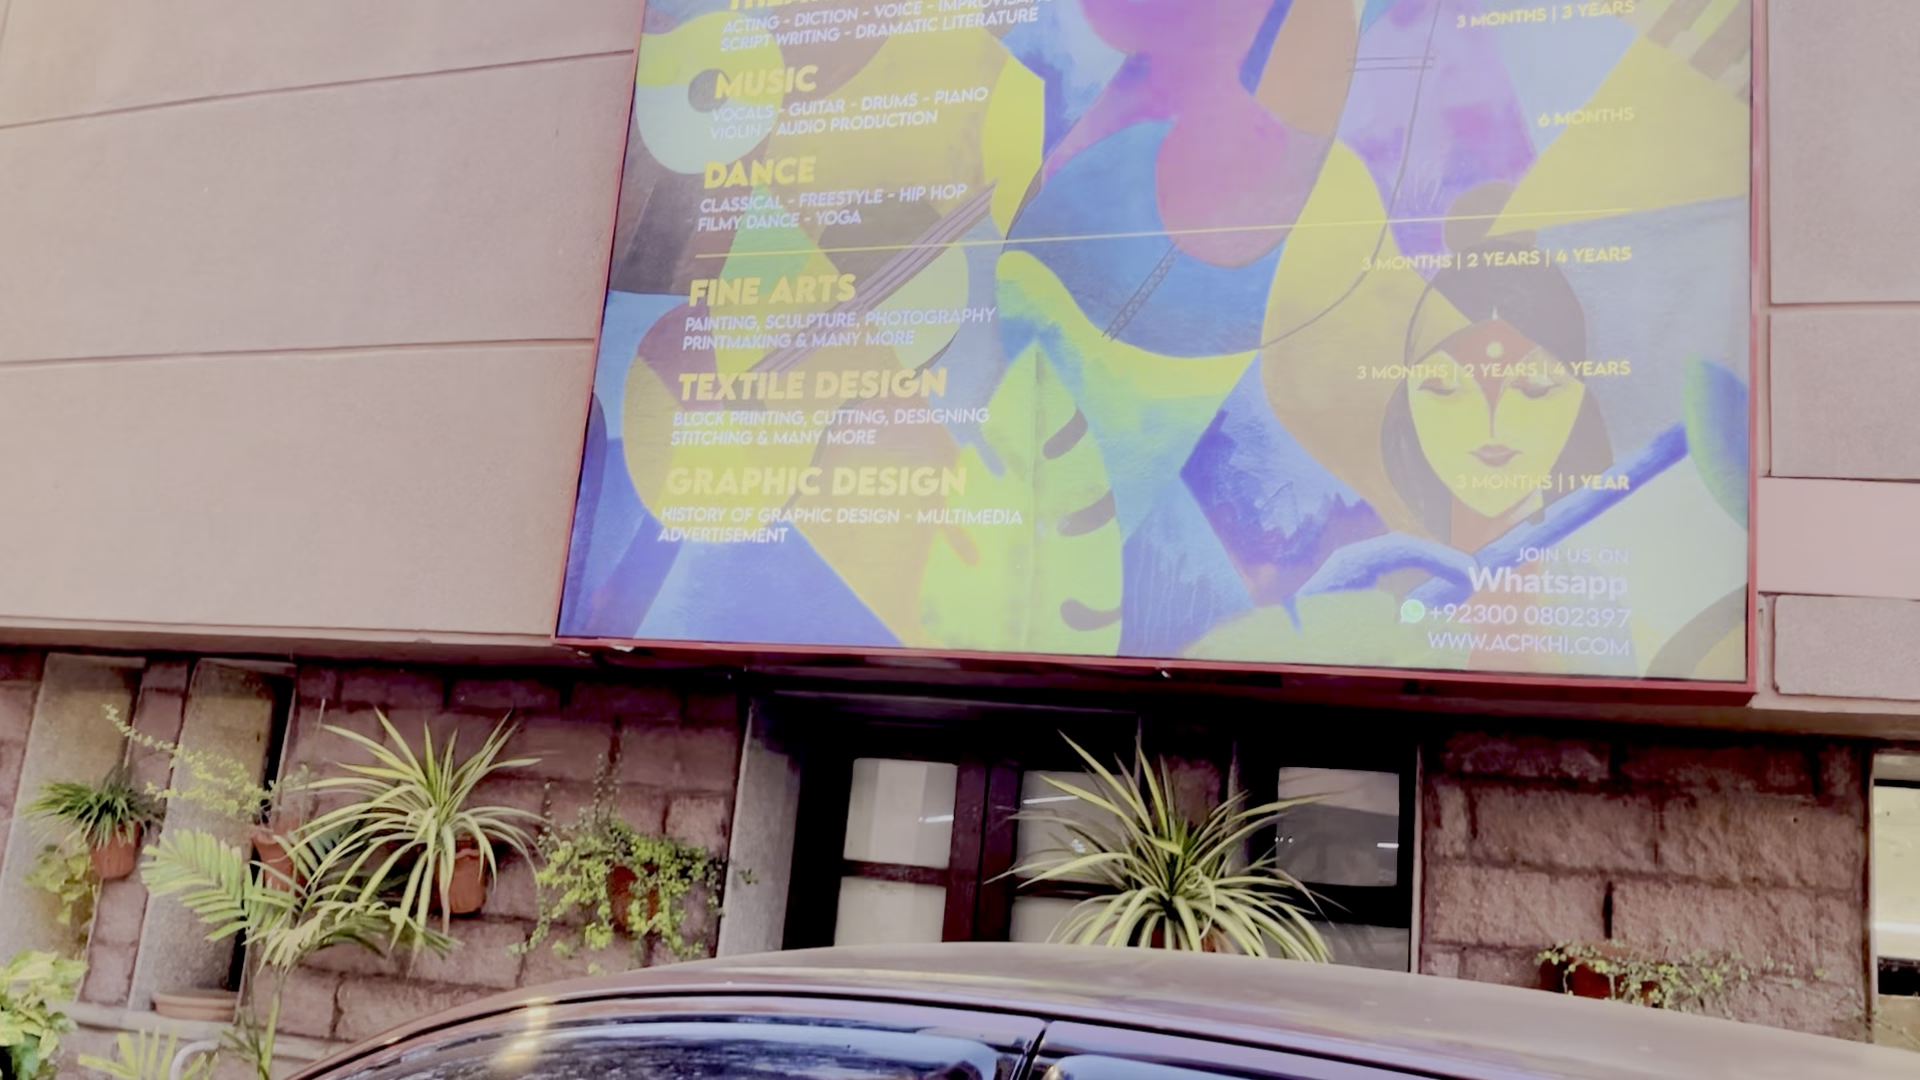 ACTING - DICTION - VOICE -
SCRIPT WRITING - DRAMATIC LITERATURE
3 MONTHS | 3 YEARS
MUSIC
VOCALS - GUITAR - DRUMS - PIANO
VIOLIN - AUDIO PRODUCTION
6 MONTHS
DANCE
CLASSICAL - FREESTYLE - HIP HOP
FILMY DANCE - YOGA
FINE ARTS
PAINTING, SCULPTURE, PHOTOGRAPHY
PRINTMAKING & MANY MORE
3 MONTHS | 2 YEARS | 4 YEARS
TEXTILE DESIGN
BLOCK PRINTING, CUTTING, DESIGNING
STITCHING & MANY MORE
3 MONTHS | 2 YEARS | 4 YEARS
GRAPHIC DESIGN
HISTORY OF GRAPHIC DESIGN - MULTIMEDIA
ADVERTISEMENT
3 MONTHS | 1 YEAR
JOIN US ON
Whatsapp
+92300 0802397
WWW.ACPKHI.COM